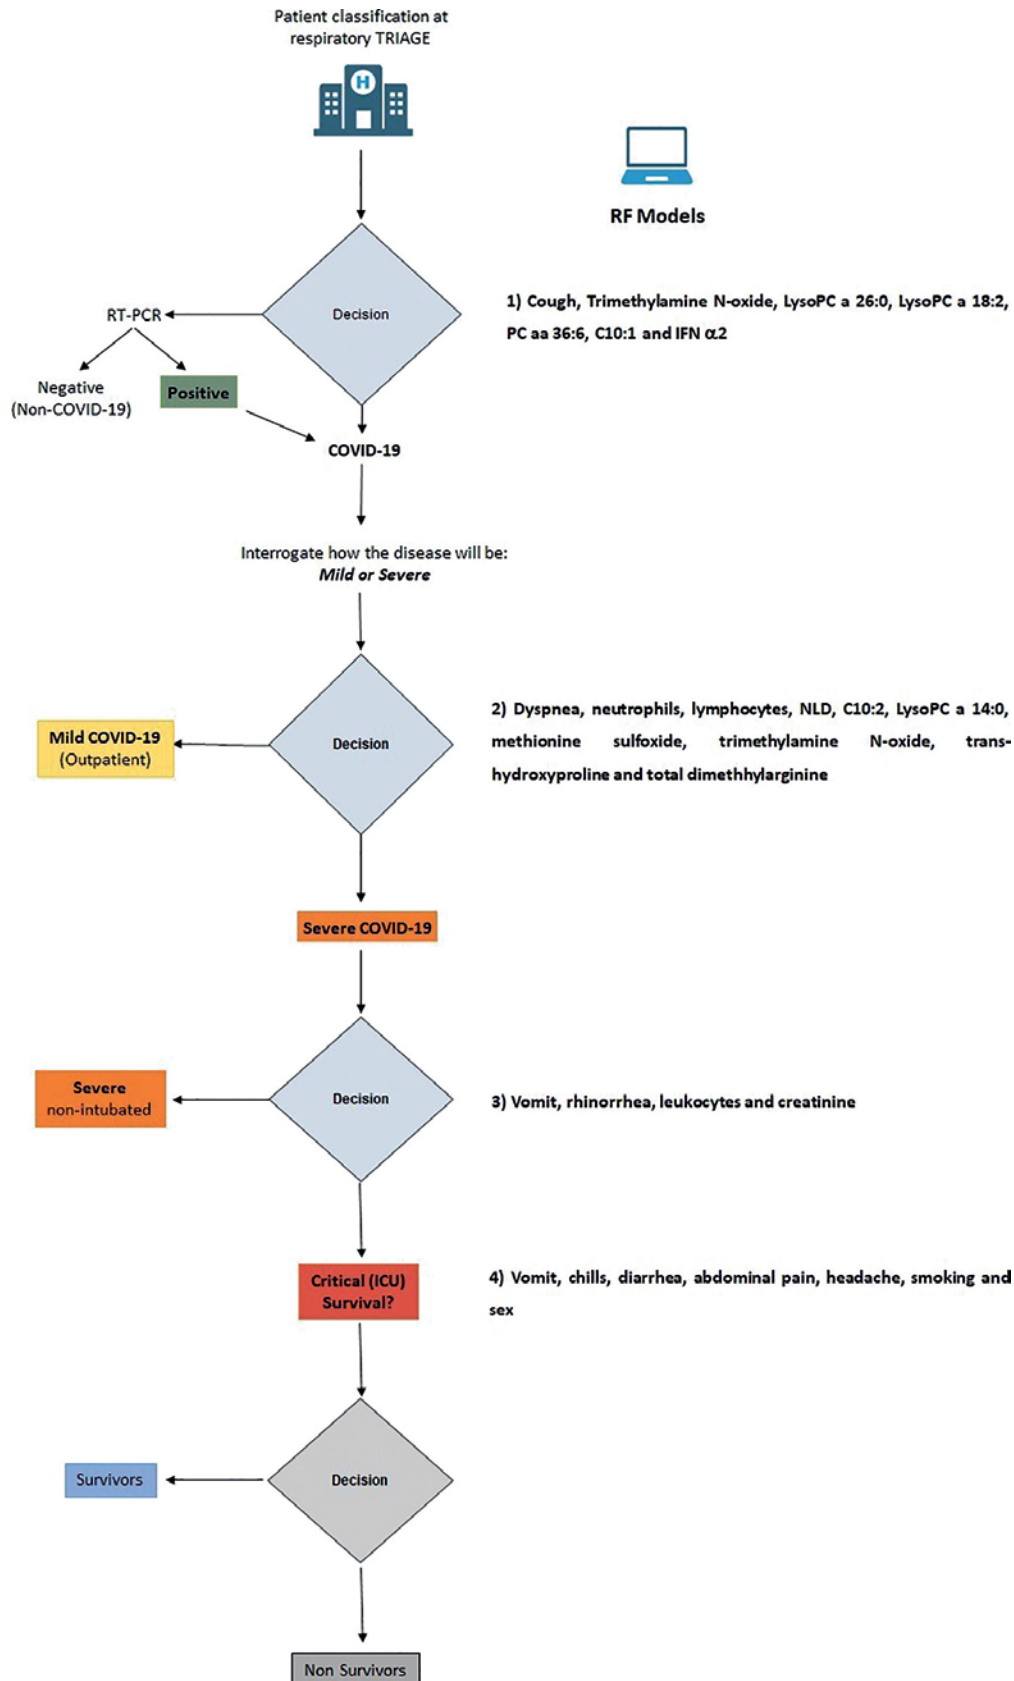 Patient classification at
respiratory TRIAGE
H
RF Models
Decision
1) Cough, Trimethylamine N-oxide, LysoPC a 26:0, LysoPC a 18:2,
PC aa 36:6, C10:1 and IFN α2
RT-PCR
Negative
(Non-COVID-19)
Positive
COVID-19
Interrogate how the disease will be:
Mild or Severe
Mild COVID-19
(Outpatient)
Decision
2) Dyspnea, neutrophils, lymphocytes, NLD, C10:2, LysoPC a 14:0,
methionine sulfoxide, trimethylamine N-oxide, trans-
hydroxyproline and total dimethhylarginine
Severe COVID-19
Severe
non-intubated
Decision
3) Vomit, rhinorrhea, leukocytes and creatinine
Critical (ICU)
Survival?
4) Vomit, chills, diarrhea, abdominal pain, headache, smoking and
sex
Survivors
Decision
Non Survivors